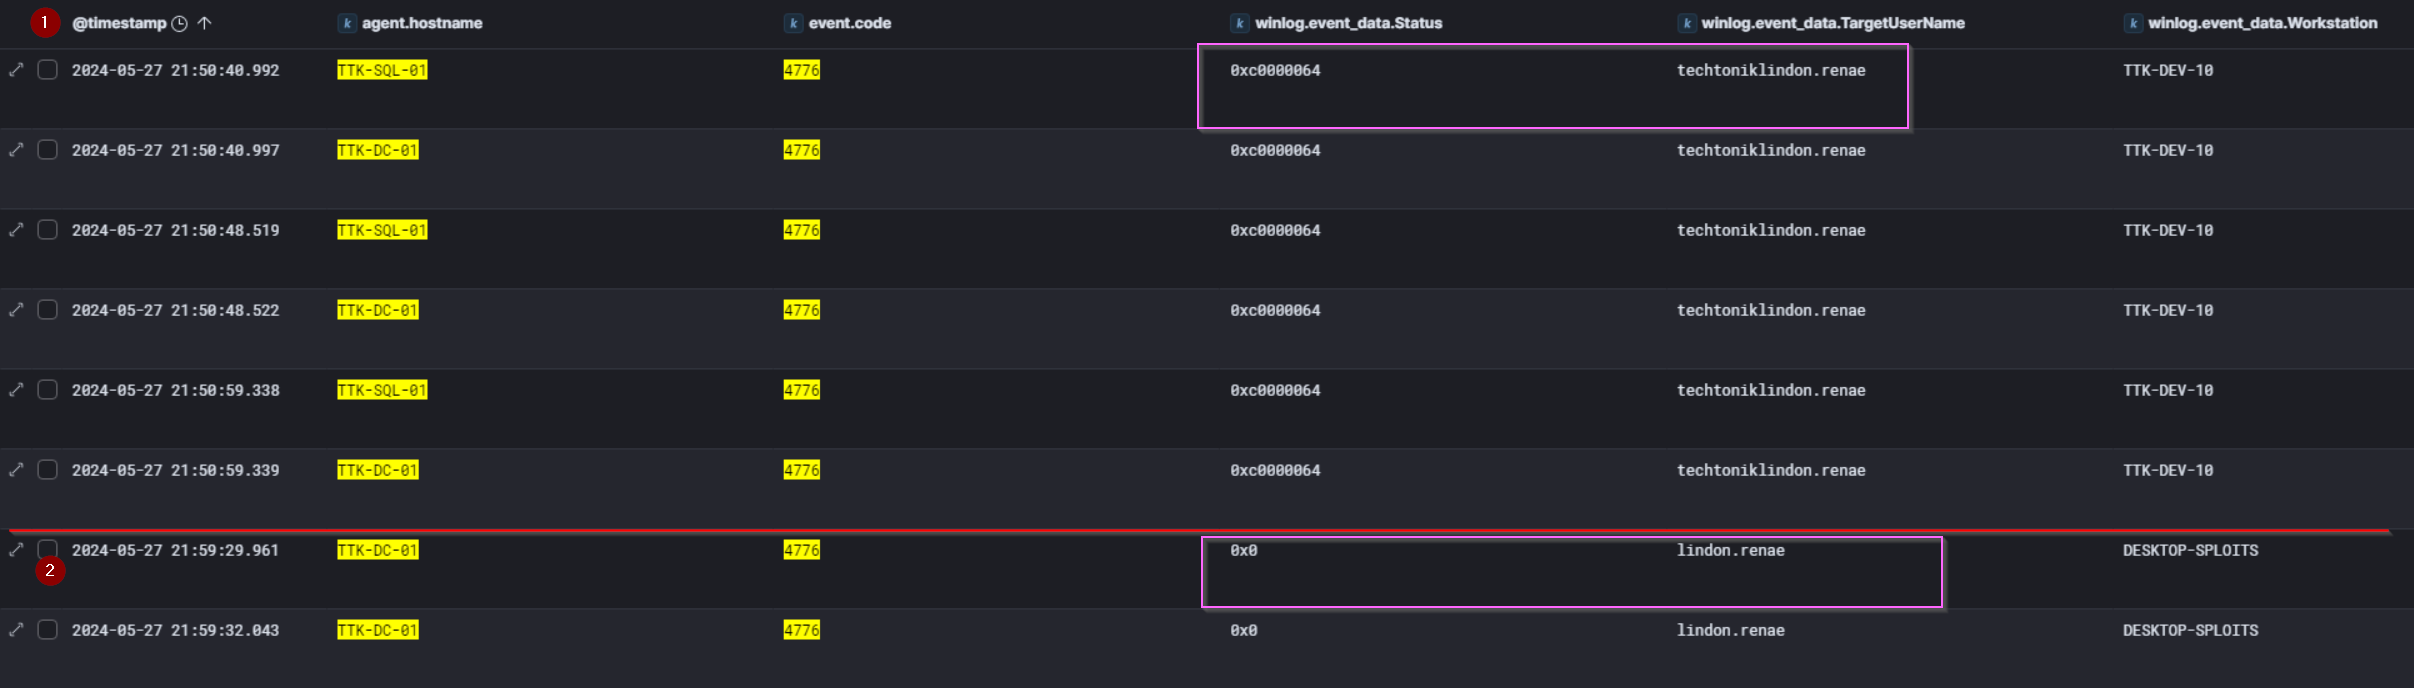 1 @timestamp k agent.hostname k event.code k winlog.event_data.Status k winlog.event_data.TargetUserName k winlog.event_data.Workstation
2024-05-27 21:50:40.992 TTK-SQL-01 4776 0xc0000064 techtoniklindon.renae TTK-DEV-10
2024-05-27 21:50:40.997 TTK-DC-01 4776 0xc0000064 techtoniklindon.renae TTK-DEV-10
2024-05-27 21:50:48.519 TTK-SQL-01 4776 0xc0000064 techtoniklindon.renae TTK-DEV-10
2024-05-27 21:50:48.522 TTK-DC-01 4776 0xc0000064 techtoniklindon.renae TTK-DEV-10
2024-05-27 21:50:59.338 TTK-SQL-01 4776 0xc0000064 techtoniklindon.renae TTK-DEV-10
2024-05-27 21:50:59.339 TTK-DC-01 4776 0xc0000064 techtoniklindon.renae TTK-DEV-10
2024-05-27 21:59:29.961 TTK-DC-01 4776 0x0 lindon.renae DESKTOP-SPLOITS
2
2024-05-27 21:59:32.043 TTK-DC-01 4776 0x0 lindon.renae DESKTOP-SPLOITS